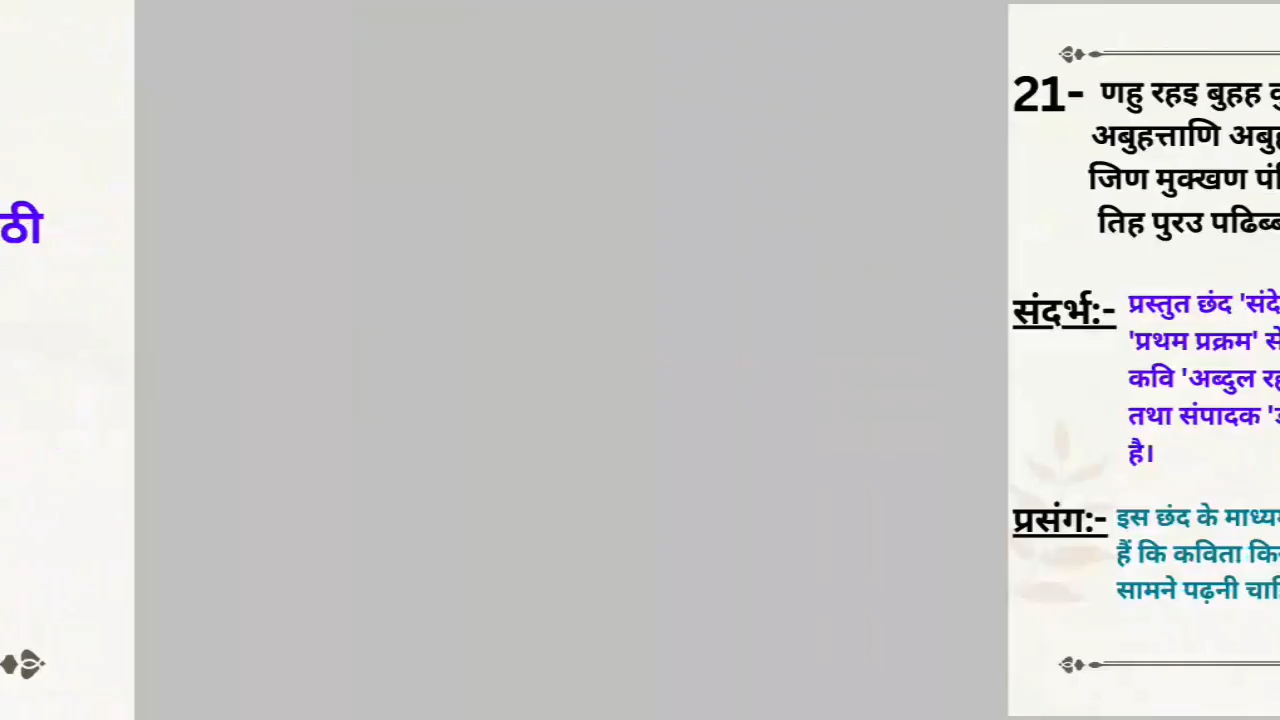 ठी
21- णहु रहइ बुहह
अबुहत्ताणि
जिण मुक्खण
तिह पुरउ
संदर्भ:- प्रस्तुत छंद
'प्रथम प्रक्रम'
कवि 'अब्दुल
तथा संपादक
है।
प्रसंग:- इस छंद के
हैं कि कविता
सामने पढ़नी